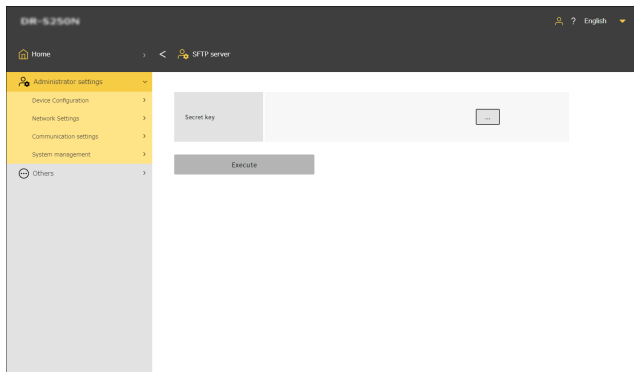 DR-S250N
? English
Home
< SFTP server
Administrator settings
Device Configuration
Network Settings
Communication settings
System management
Others
Secret key
...
Execute